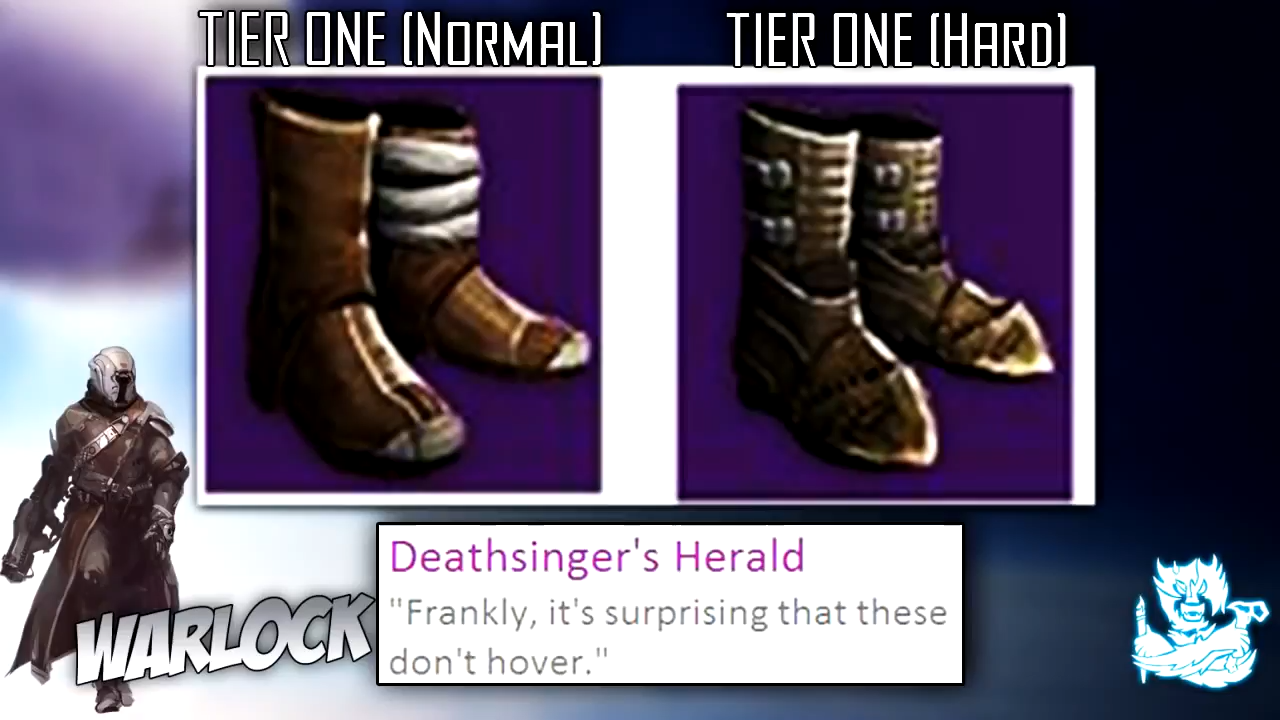 TIER ONE (NORMAL)
TIER ONE (HARD)
Deathsinger's Herald
"Frankly, it's surprising that these
don't hover."
WARLOCK